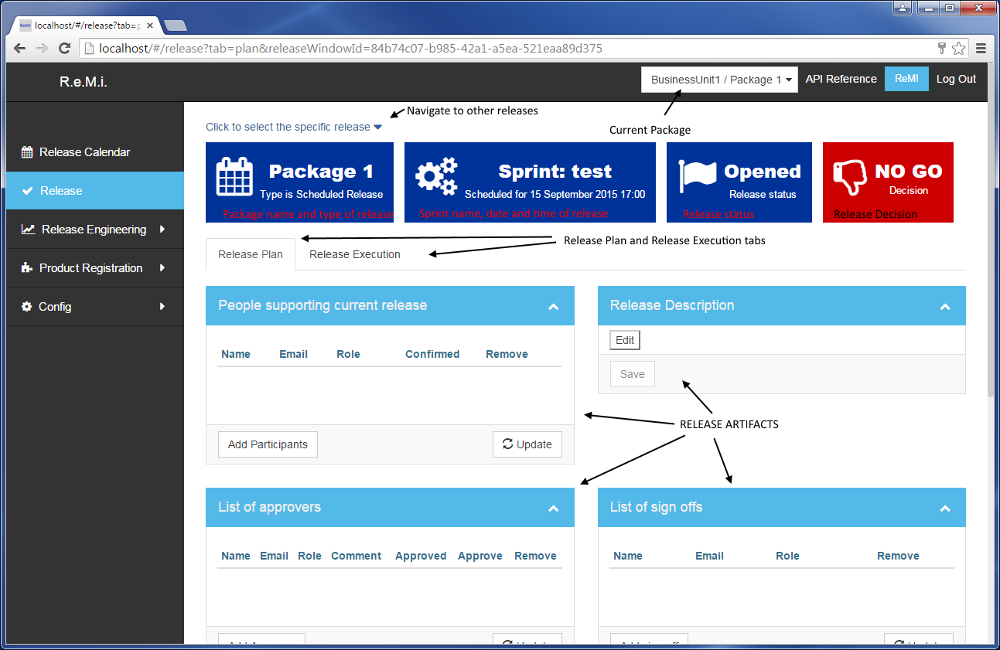 ReMi localhost/#/release?tab=p
localhost/#/release?tab=plan&releaseWindowId=84b74c07-b985-42a1-a5ea-521eaa89d375
R.e.M.i.
BusinessUnit1 / Package 1
API Reference
ReMI
Log Out
Navigate to other releases
Click to select the specific release
Current Package
Release Calendar
Release
Release Engineering
Product Registration
Config
Package 1
Type is Scheduled Release
Package name and type of release
Sprint: test
Scheduled for 15 September 2015 17:00
Sprint name, date and time of release
Opened
Release status
Release status
NO GO
Decision
Release Decision
Release Plan and Release Execution tabs
Release Plan
Release Execution
People supporting current release
Name Email Role Confirmed Remove
Add Participants
Update
Release Description
Edit
Save
RELEASE ARTIFACTS
List of approvers
Name Email Role Comment Approved Approve Remove
List of sign offs
Name Email Role Remove